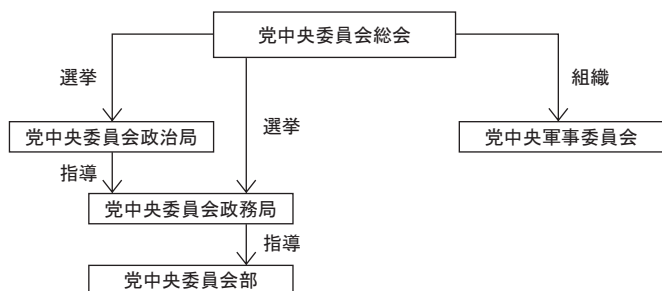 党中央委員会総会
選挙
組織
選挙
党中央委員会政治局
党中央軍事委員会
指導
党中央委員会政務局
指導
党中央委員会部